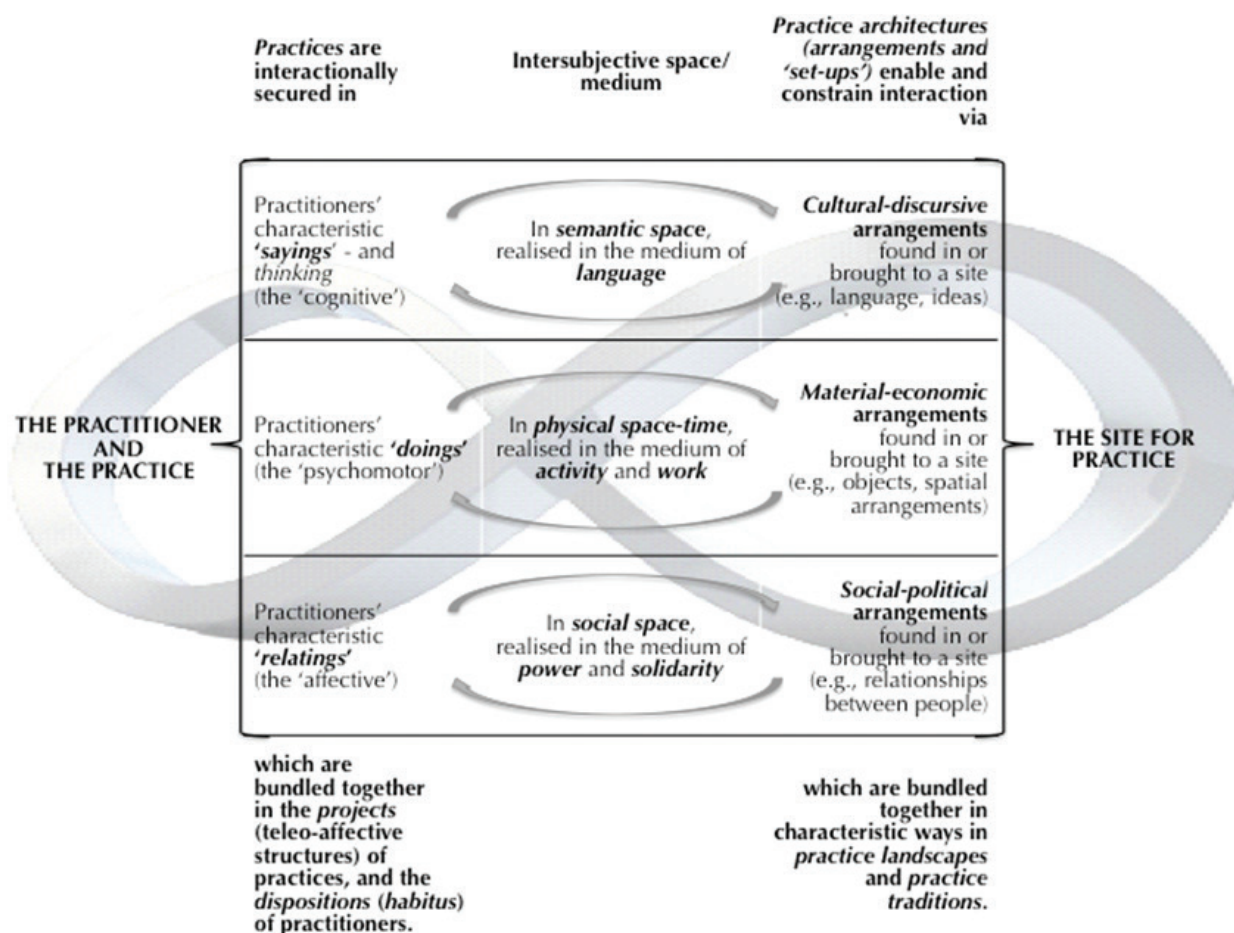 Practices are
interactionally
secured in
Intersubjective space/
medium
Practice architectures
(arrangements and
‘set-ups’) enable and
constrain interaction
via
THE PRACTITIONER
AND
THE PRACTICE
Practitioners’
characteristic
‘sayings’ - and
thinking
(the ‘cognitive’)
In semantic space,
realised in the medium of
language
Cultural-discursive
arrangements
found in or
brought to a site
(e.g., language, ideas)
Practitioners’
characteristic ‘doings’
(the ‘psychomotor’)
In physical space-time,
realised in the medium of
activity and work
Material-economic
arrangements
found in or
brought to a site
(e.g., objects, spatial
arrangements)
Practitioners’
characteristic
‘relatings’
(the ‘affective’)
In social space,
realised in the medium of
power and solidarity
Social-political
arrangements
found in or
brought to a site
(e.g., relationships
between people)
THE SITE FOR
PRACTICE
which are
bundled together
in the projects
(teleo-affective
structures) of
practices, and the
dispositions (habitus)
of practitioners.
which are bundled
together in
characteristic ways in
practice landscapes
and practice
traditions.